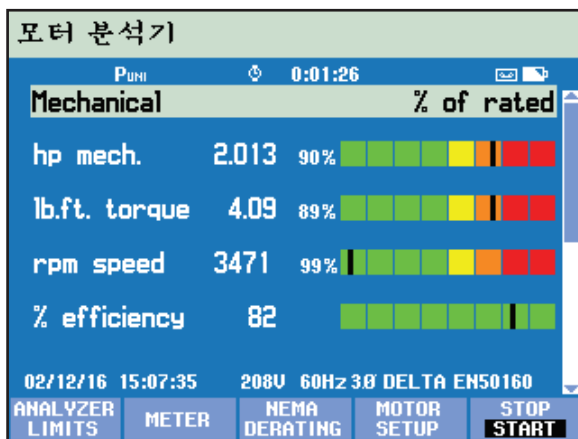 모터 분석기
PUNI 0:01:26
Mechanical % of rated
hp mech. 2.013 90%
lb.ft. torque 4.09 89%
rpm speed 3471 99%
% efficiency 82
02/12/16 15:07:35 208V 60Hz 3Ø DELTA EN50160
ANALYZER LIMITS METER NEMA DERATING MOTOR SETUP STOP START